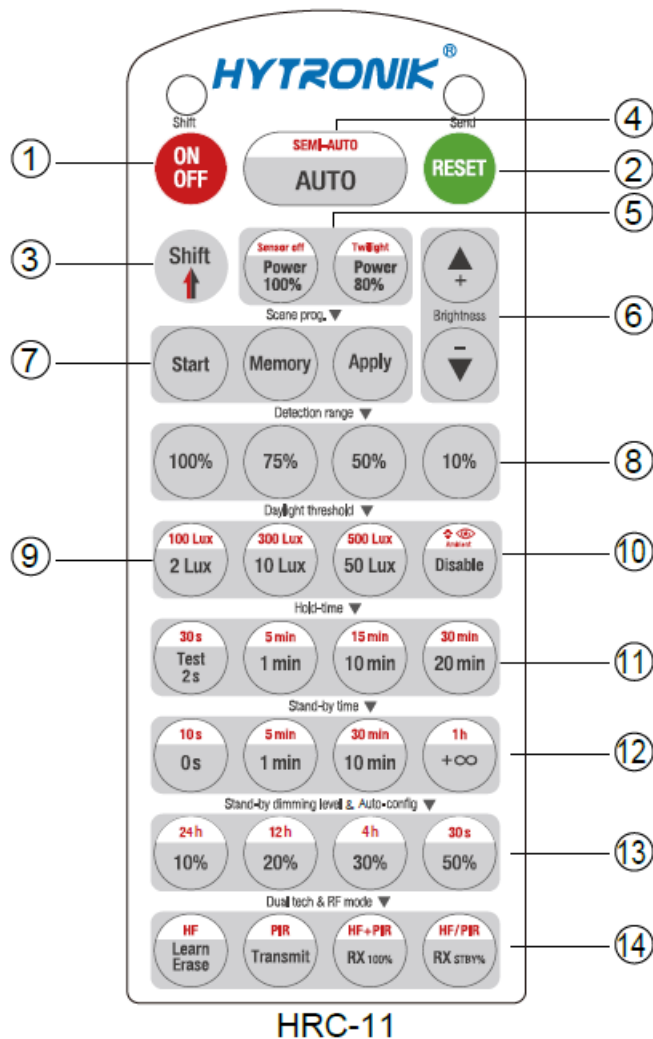 HYTRONIK®
Shift
Send
① ON OFF
SEMI-AUTO
AUTO
④
RESET
②
⑤
③ Shift
Sensor off
Power 100%
Twilight
Power 80%
+
Brightness
−
⑥
Scene prog. ▼
⑦ Start Memory Apply
Detection range ▼
100% 75% 50% 10% ⑧
Daylight threshold ▼
100 Lux 300 Lux 500 Lux Ambient
⑨ 2 Lux 10 Lux 50 Lux Disable ⑩
Hold-time ▼
30 s 5 min 15 min 30 min
Test 2 s 1 min 10 min 20 min ⑪
Stand-by time ▼
10 s 5 min 30 min 1 h
0 s 1 min 10 min +∞ ⑫
Stand-by dimming level & Auto-config ▼
24 h 12 h 4 h 30 s
10% 20% 30% 50% ⑬
Dual tech & RF mode ▼
HF PIR HF+PIR HF/PIR
Learn Erase Transmit RX 100% RX STBY% ⑭
HRC-11